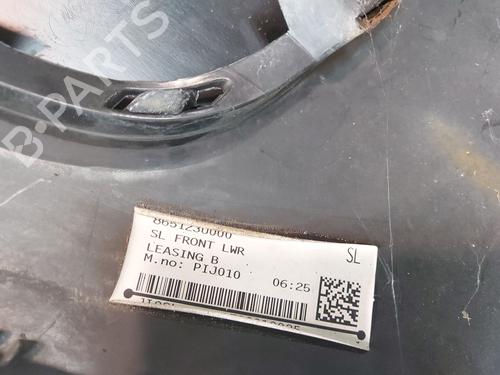 B-PARTS
8651230000
SL FRONT LWR SL
LEASING B
M.no: PIJ010 06:25